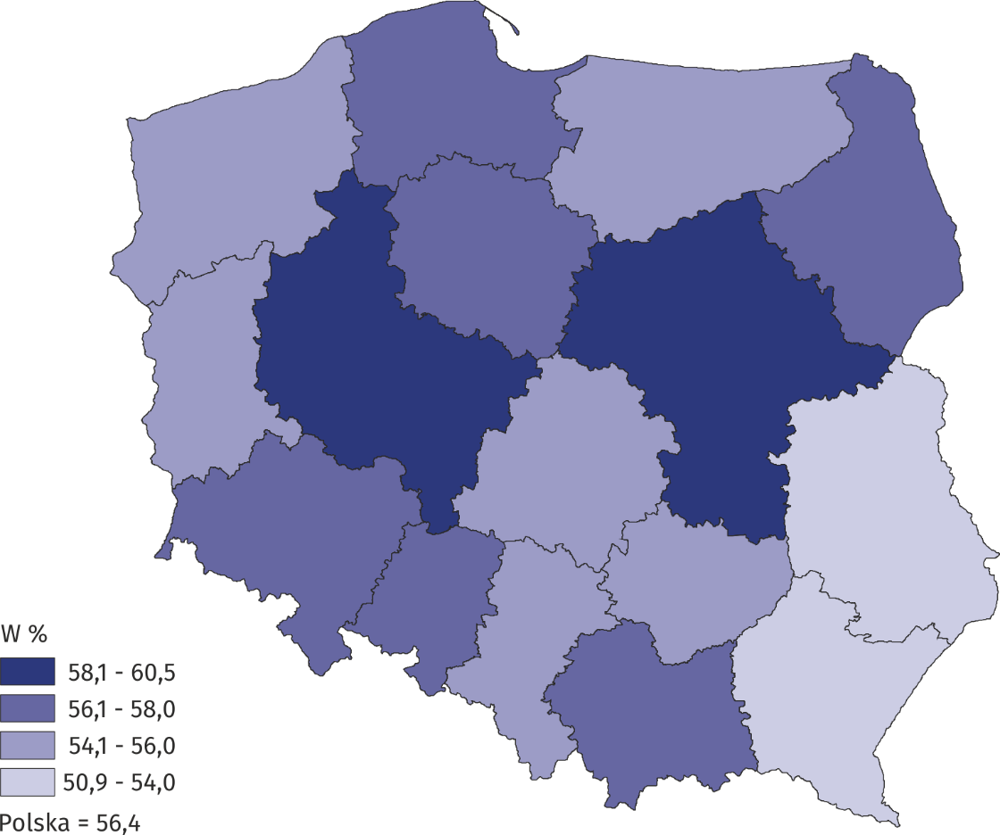 W %
58,1 - 60,5
56,1 - 58,0
54,1 - 56,0
50,9 - 54,0
Polska = 56,4